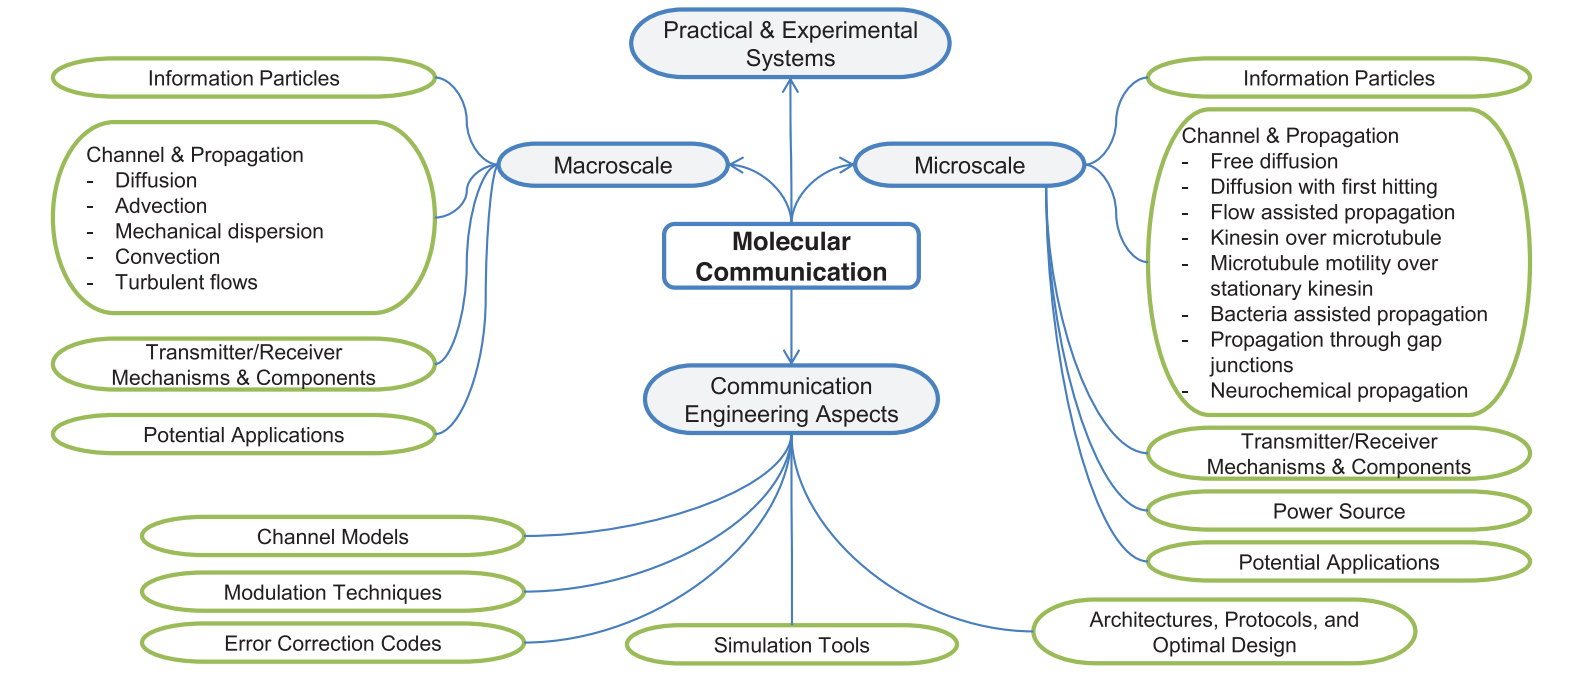 Practical & Experimental
Systems
Information Particles
Channel & Propagation
- Diffusion
- Advection
- Mechanical dispersion
- Convection
- Turbulent flows
Transmitter/Receiver
Mechanisms & Components
Potential Applications
Macroscale
Microscale
Molecular
Communication
Communication
Engineering Aspects
Information Particles
Channel & Propagation
- Free diffusion
- Diffusion with first hitting
- Flow assisted propagation
- Kinesin over microtubule
- Microtubule motility over
stationary kinesin
- Bacteria assisted propagation
- Propagation through gap
junctions
- Neurochemical propagation
Transmitter/Receiver
Mechanisms & Components
Power Source
Potential Applications
Channel Models
Modulation Techniques
Error Correction Codes
Simulation Tools
Architectures, Protocols, and
Optimal Design